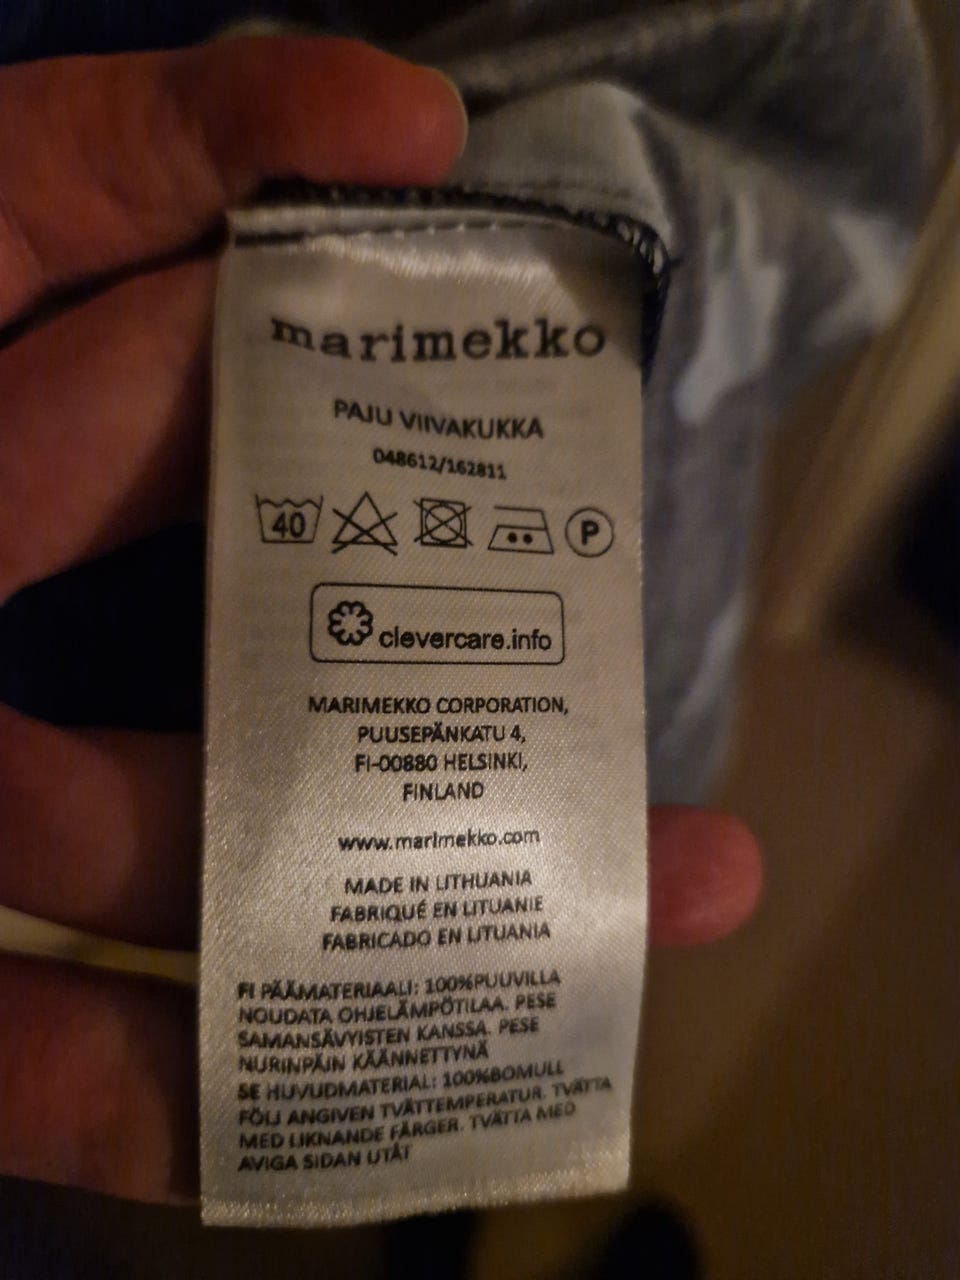 marimekko
PAJU VIIVAKUKKA
048612/162811
40 P
clevercare.info
MARIMEKKO CORPORATION,
PUUSEPÄNKATU 4,
FI-00880 HELSINKI,
FINLAND
www.marimekko.com
MADE IN LITHUANIA
FABRIQUÉ EN LITUANIE
FABRICADO EN LITUANIA
FI PÄÄMATERIAALI: 100%PUUVILLA
NOUDATA OHJELÄMPÖTILAA. PESE
SAMANSÄVYISTEN KANSSA. PESE
NURINPÄIN KÄÄNNETTYNÄ
SE HUVUDMATERIAL: 100%BOMULL
FÖLJ ANGIVEN TVÄTTEMPERATUR. TVÄTTA
MED LIKNANDE FÄRGER. TVÄTTA MED
AVIGA SIDAN UTÅT